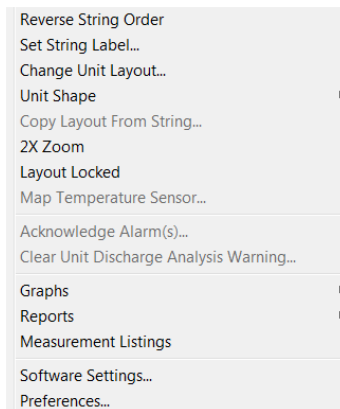 Reverse String Order
Set String Label...
Change Unit Layout...
Unit Shape
Copy Layout From String...
2X Zoom
Layout Locked
Map Temperature Sensor...
Acknowledge Alarm(s)...
Clear Unit Discharge Analysis Warning...
Graphs
Reports
Measurement Listings
Software Settings...
Preferences...